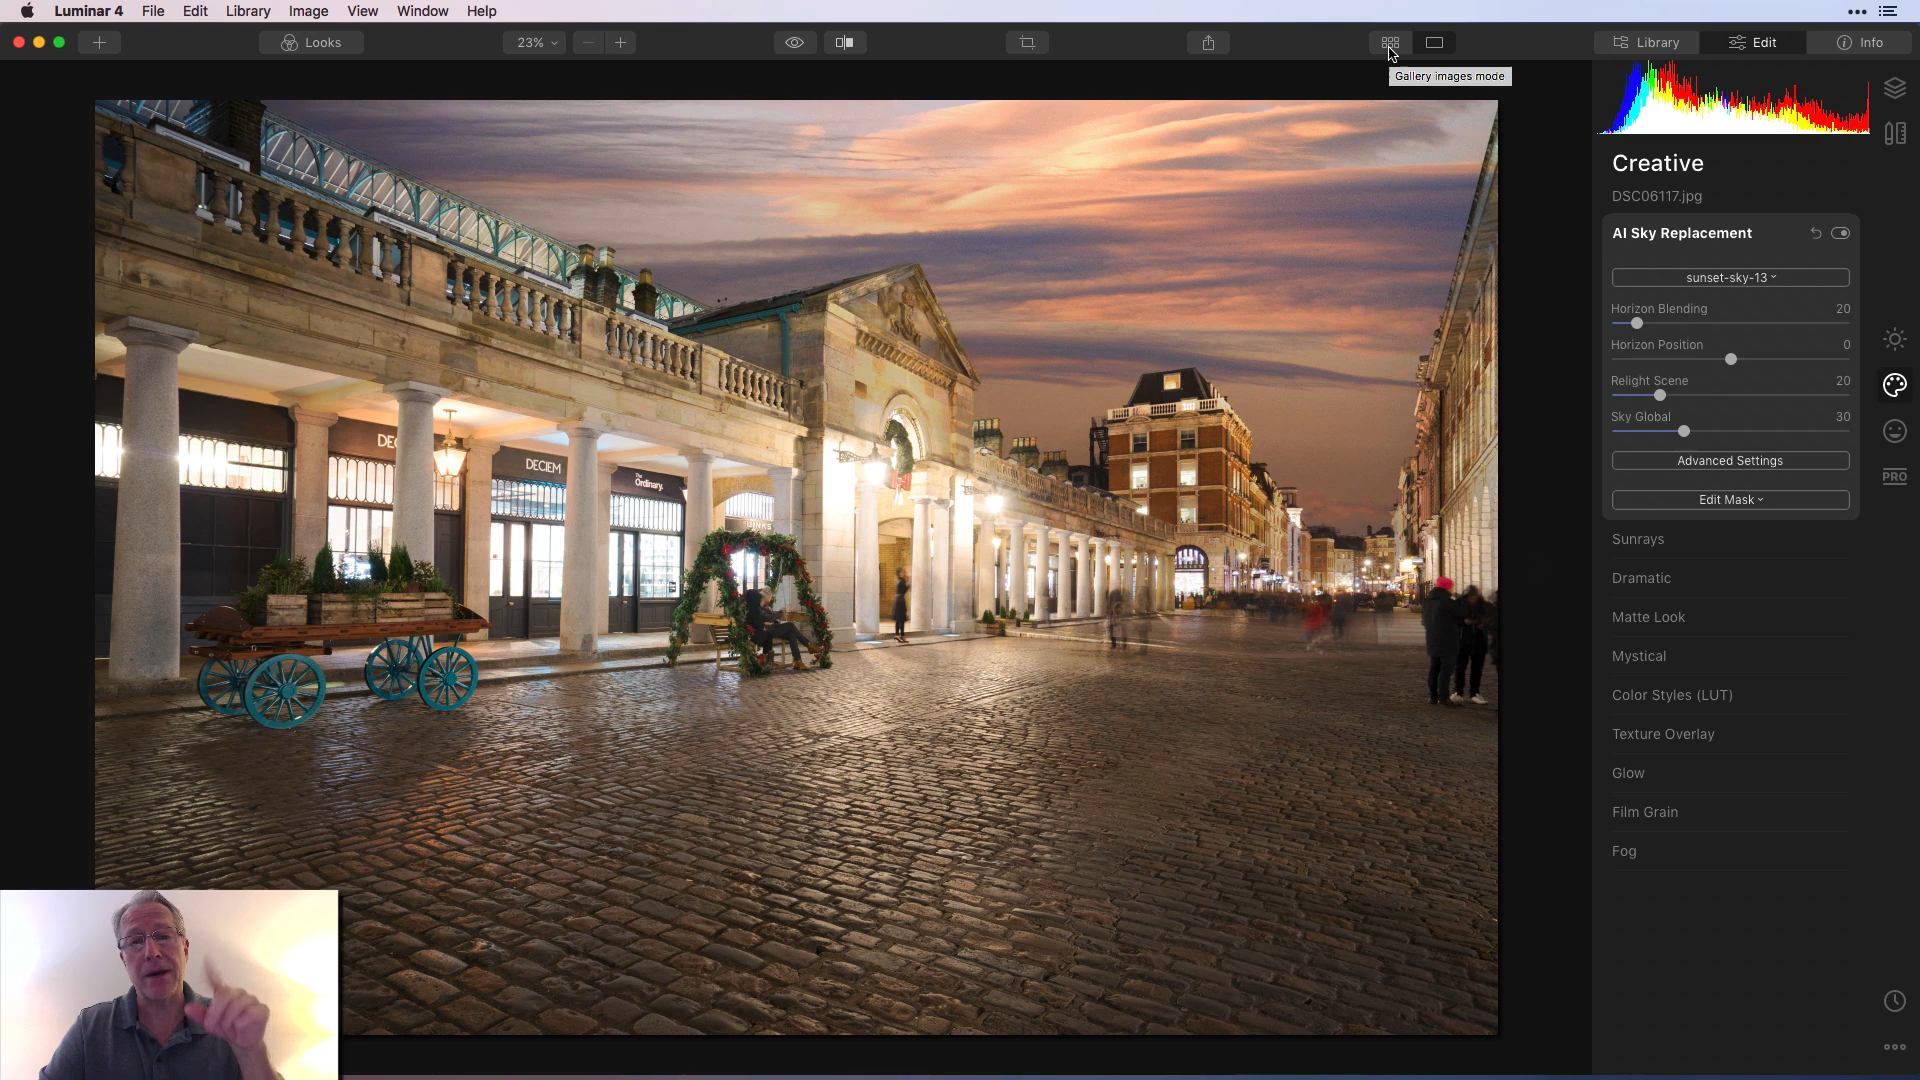 Luminar 4 File Edit Library Image View Window Help
Looks 23% Library Edit Info
Gallery images mode
Creative
DSC06117.jpg
AI Sky Replacement
sunset-sky-13
Horizon Blending 20
Horizon Position 0
Relight Scene 20
Sky Global 30
Advanced Settings
Edit Mask
PRO
Sunrays
Dramatic
Matte Look
Mystical
Color Styles (LUT)
Texture Overlay
Glow
Film Grain
Fog
DEC
DECIEM
The
Ordinary.